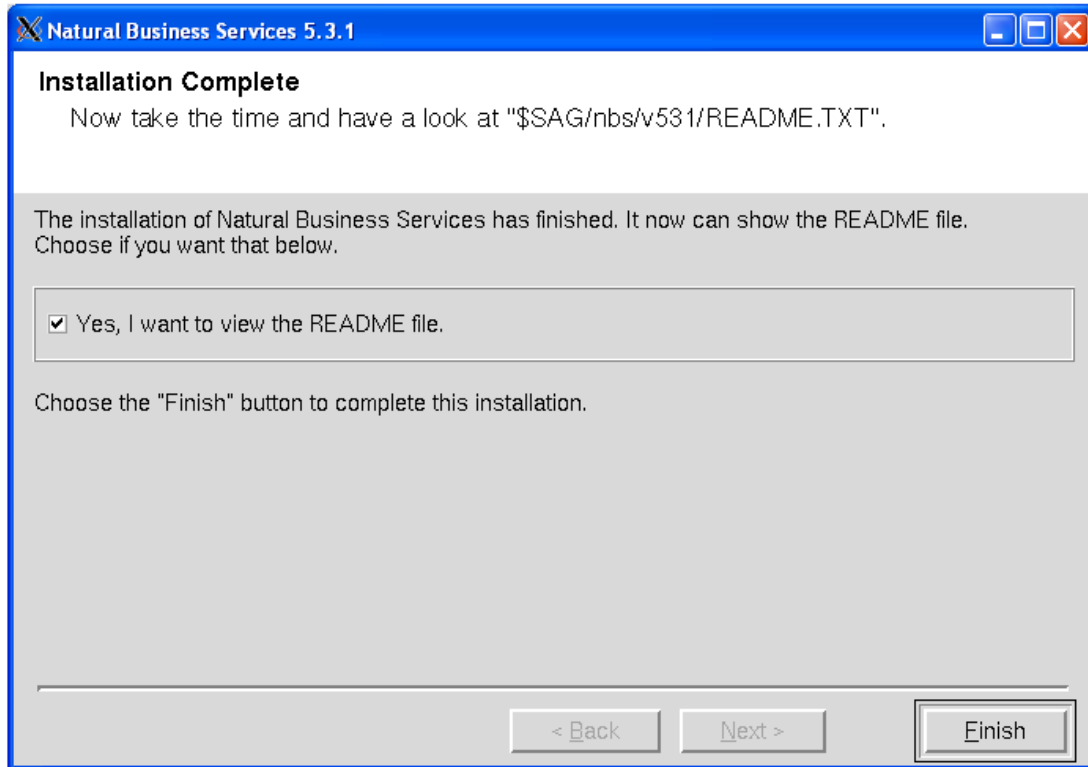 Natural Business Services 5.3.1
Installation Complete
Now take the time and have a look at "$SAG/nbs/v531/README.TXT".
The installation of Natural Business Services has finished. It now can show the README file.
Choose if you want that below.
Yes, I want to view the README file.
Choose the "Finish" button to complete this installation.
< Back Next > Finish